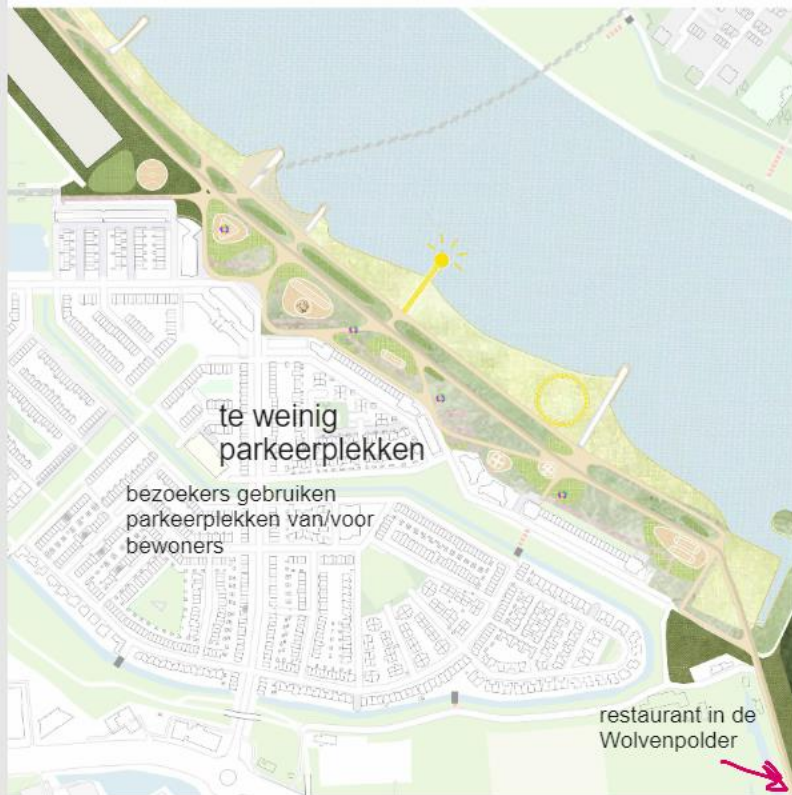 te weinig
parkeerplekken
bezoekers gebruiken
parkeerplekken van/voor
bewoners
restaurant in de
Wolvenpolder